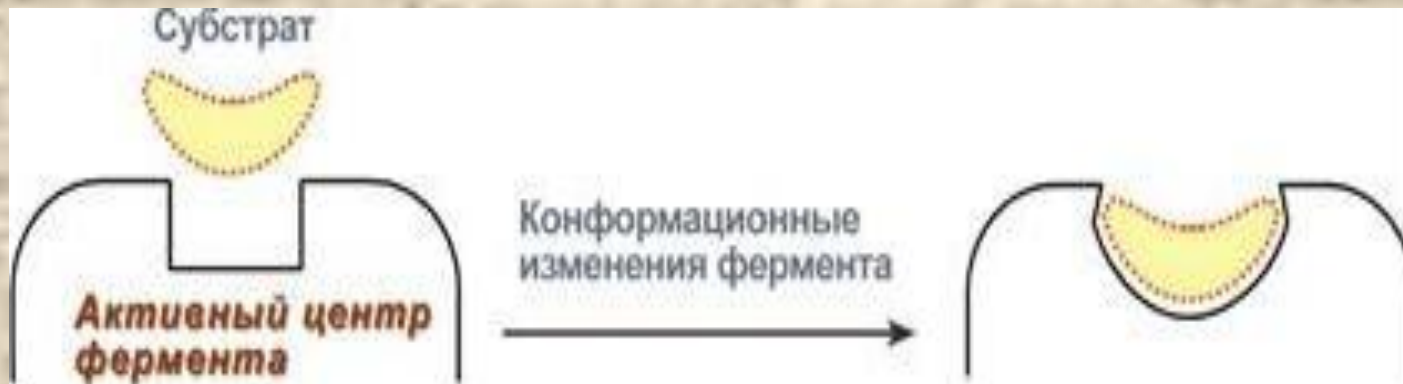 Субстрат
Конформационные
изменения фермента
Активный центр
фермента